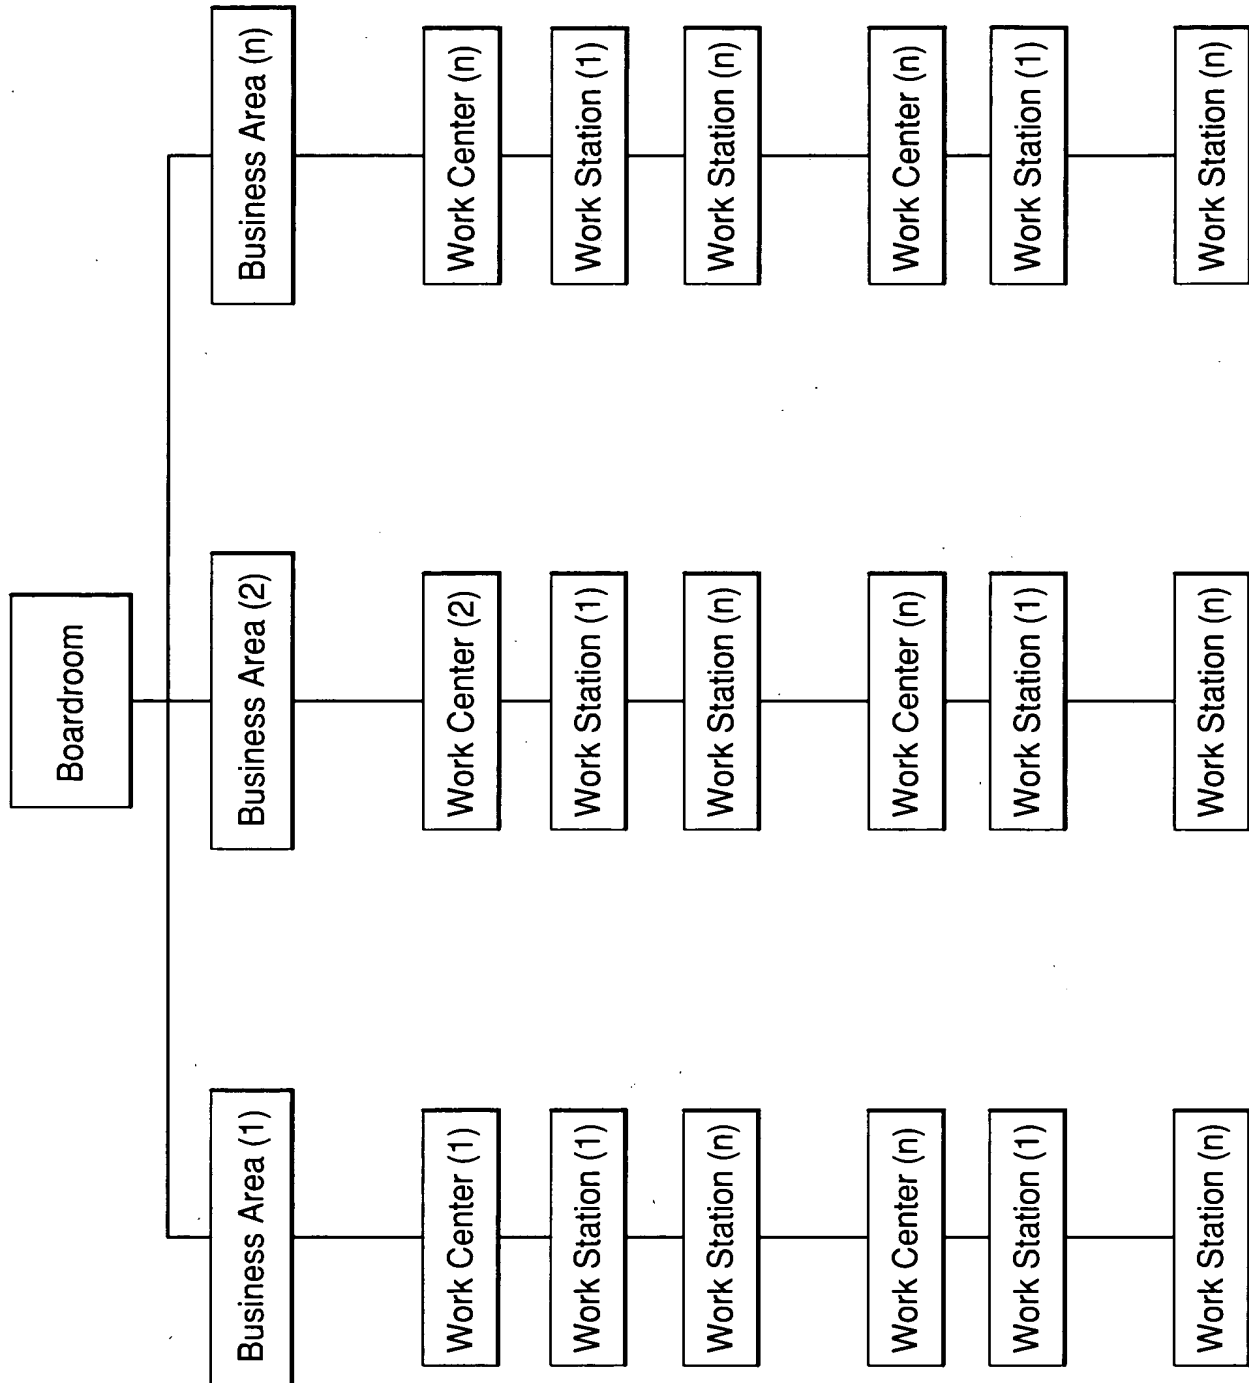 Boardroom
Business Area (1)
Work Center (1)
Work Station (1)
Work Station (n)
Work Center (n)
Work Station (1)
Work Station (n)
Business Area (2)
Work Center (2)
Work Station (1)
Work Station (n)
Work Center (n)
Work Station (1)
Work Station (n)
Business Area (n)
Work Center (n)
Work Station (1)
Work Station (n)
Work Center (n)
Work Station (1)
Work Station (n)